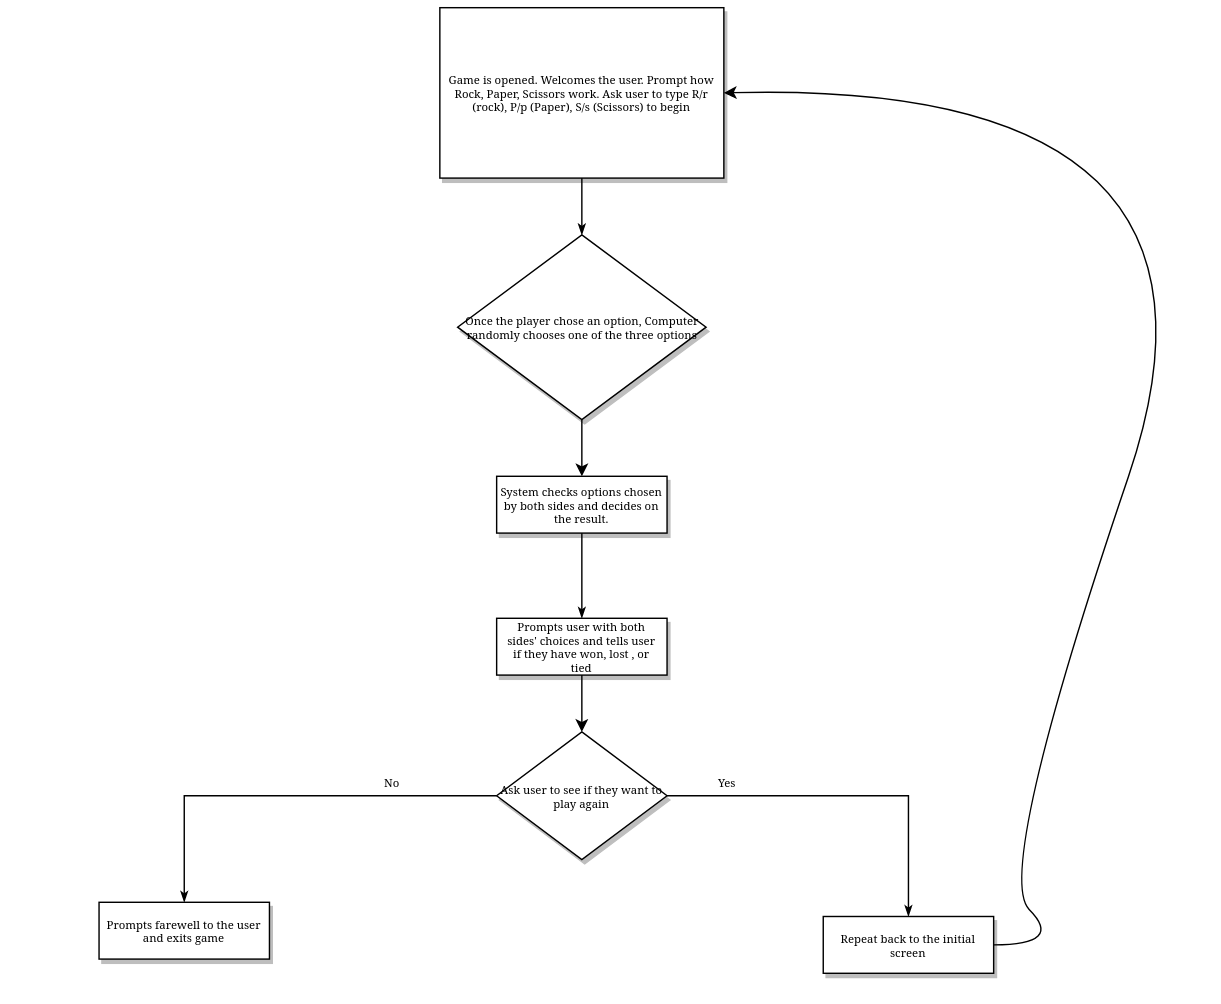 Game is opened. Welcomes the user. Prompt how
Rock, Paper, Scissors work. Ask user to type R/r
(rock), P/p (Paper), S/s (Scissors) to begin
Once the player chose an option, Computer
randomly chooses one of the three options
System checks options chosen
by both sides and decides on
the result.
Prompts user with both
sides' choices and tells user
if they have won, lost , or
tied
No
Yes
Ask user to see if they want to
play again
Prompts farewell to the user
and exits game
Repeat back to the initial
screen